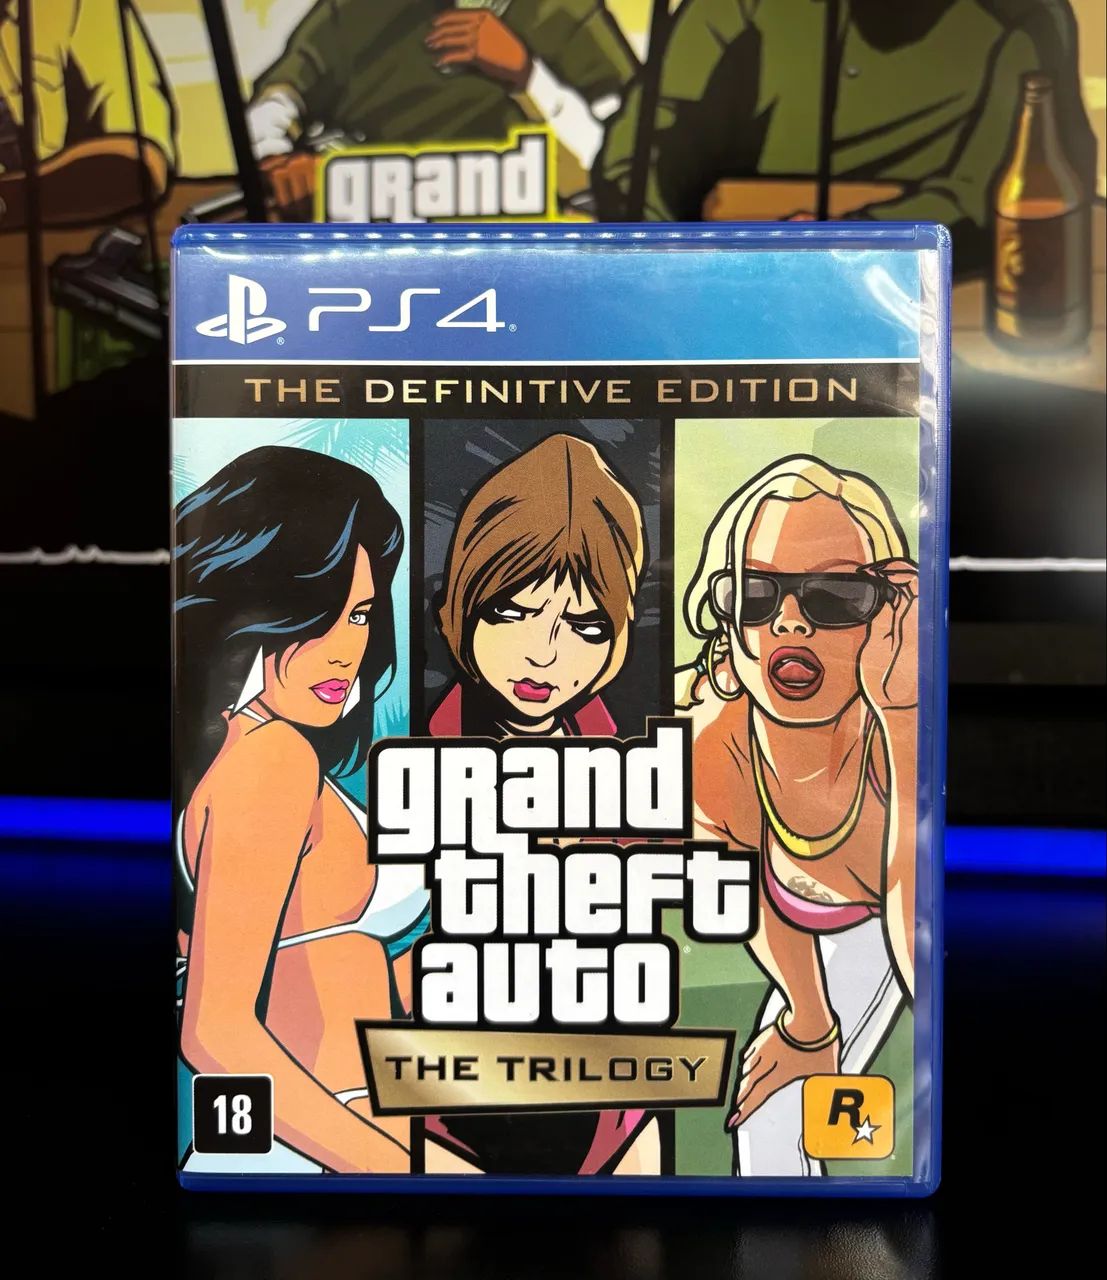 grand
PS4
THE DEFINITIVE EDITION
grand
theft
auto
THE TRILOGY
18
R